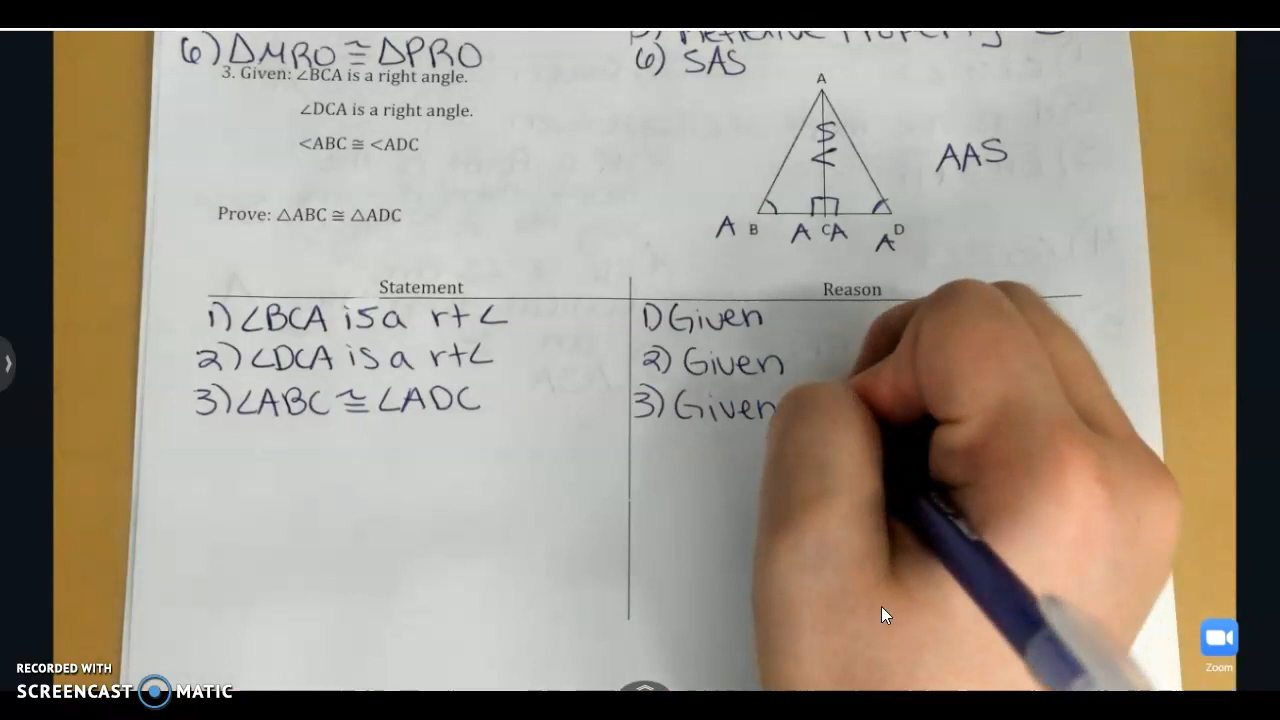 6) △MRO ≅ △PRO
Reflexive Property
6) SAS
3. Given: ∠BCA is a right angle.
∠DCA is a right angle.
<ABC ≅ <ADC
Prove: △ABC ≅ △ADC
A
S
AAS
A B A C A A D
Statement
Reason
1) ∠BCA is a rt ∠
1) Given
2) ∠DCA is a rt ∠
2) Given
3) ∠ABC ≅ ∠ADC
3) Given
Zoom
RECORDED WITH
SCREENCAST MATIC